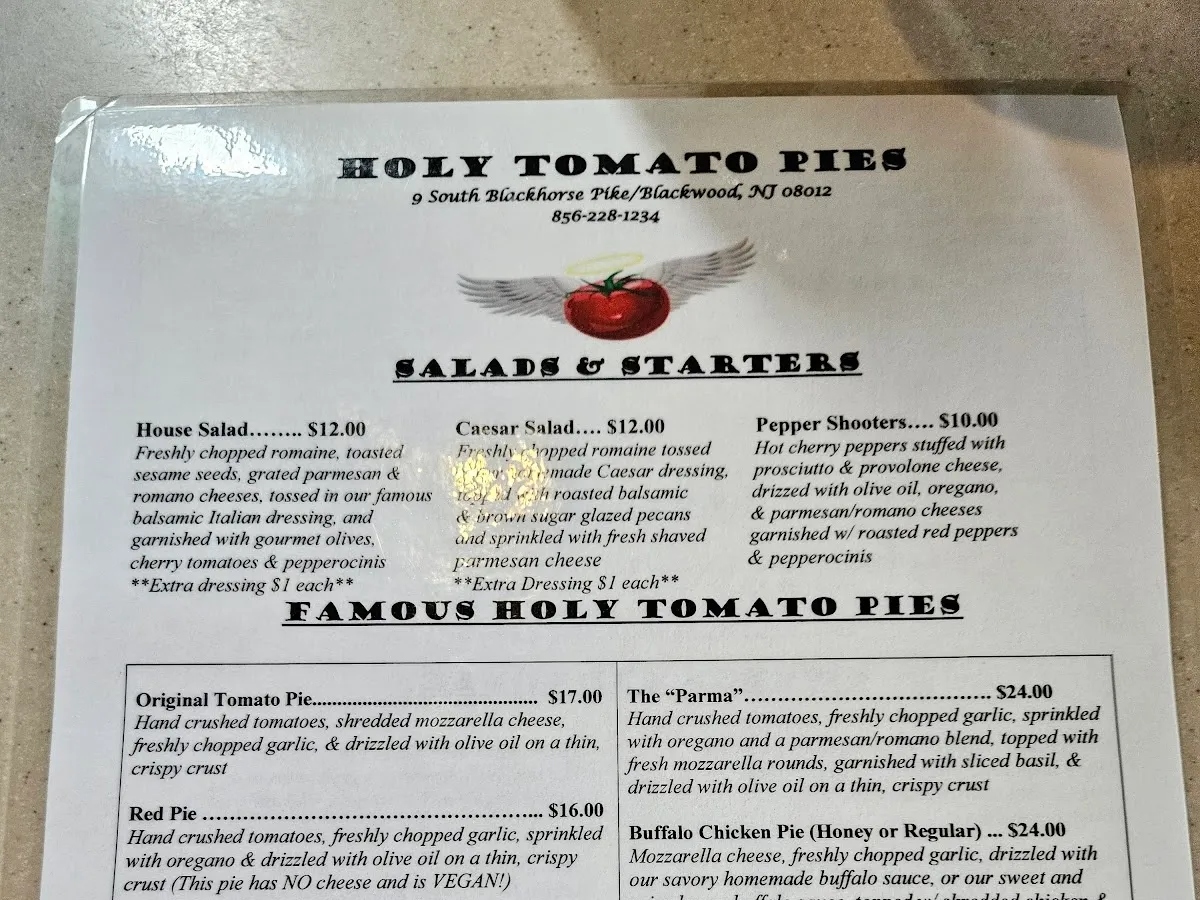 HOLY TOMATO PIES
9 South Blackhorse Pike/Blackwood, NJ 08012
856-228-1234
SALADS & STARTERS
House Salad…….. $12.00
Freshly chopped romaine, toasted
sesame seeds, grated parmesan &
romano cheeses, tossed in our famous
balsamic Italian dressing, and
garnished with gourmet olives,
cherry tomatoes & pepperocinis
**Extra dressing $1 each**
Caesar Salad…. $12.00
Freshly chopped romaine tossed
Caesar dressing,
with roasted balsamic
& brown sugar glazed pecans
and sprinkled with fresh shaved
parmesan cheese
**Extra Dressing $1 each**
Pepper Shooters…. $10.00
Hot cherry peppers stuffed with
prosciutto & provolone cheese,
drizzed with olive oil, oregano,
& parmesan/romano cheeses
garnished w/ roasted red peppers
& pepperocinis
FAMOUS HOLY TOMATO PIES
Original Tomato Pie.................................................. $17.00
Hand crushed tomatoes, shredded mozzarella cheese,
freshly chopped garlic, & drizzled with olive oil on a thin,
crispy crust
Red Pie ……………………………………... $16.00
Hand crushed tomatoes, freshly chopped garlic, sprinkled
with oregano & drizzled with olive oil on a thin, crispy
crust (This pie has NO cheese and is VEGAN!)
The “Parma”……………………………. $24.00
Hand crushed tomatoes, freshly chopped garlic, sprinkled
with oregano and a parmesan/romano blend, topped with
fresh mozzarella rounds, garnished with sliced basil, &
drizzled with olive oil on a thin, crispy crust
Buffalo Chicken Pie (Honey or Regular) ... $24.00
Mozzarella cheese, freshly chopped garlic, drizzled with
our savory homemade buffalo sauce, or our sweet and
shredded chicken &